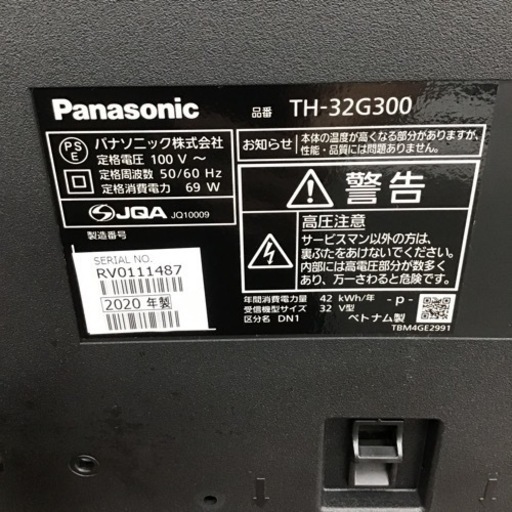 Panasonic 品番 TH-32G300
PS
E
パナソニック株式会社
定格電圧 100 V ～
定格周波数 50/60 Hz
定格消費電力 69 W
JQA JQ10009
製造番号
SERIAL NO.
RV0111487
2020 年製
お知らせ
本体の温度が高くなる部分がありますが、
性能・品質には問題ありません。
警告
高圧注意
サービスマン以外の方は、
裏ぶたをあけないでください。
内部には高電圧部分が数多く
あり、万一さわると危険です。
年間消費電力量 42 kWh/年 -p-
受信機型サイズ 32 V型
区分名 DN1 ベトナム製
TBM4GE2991